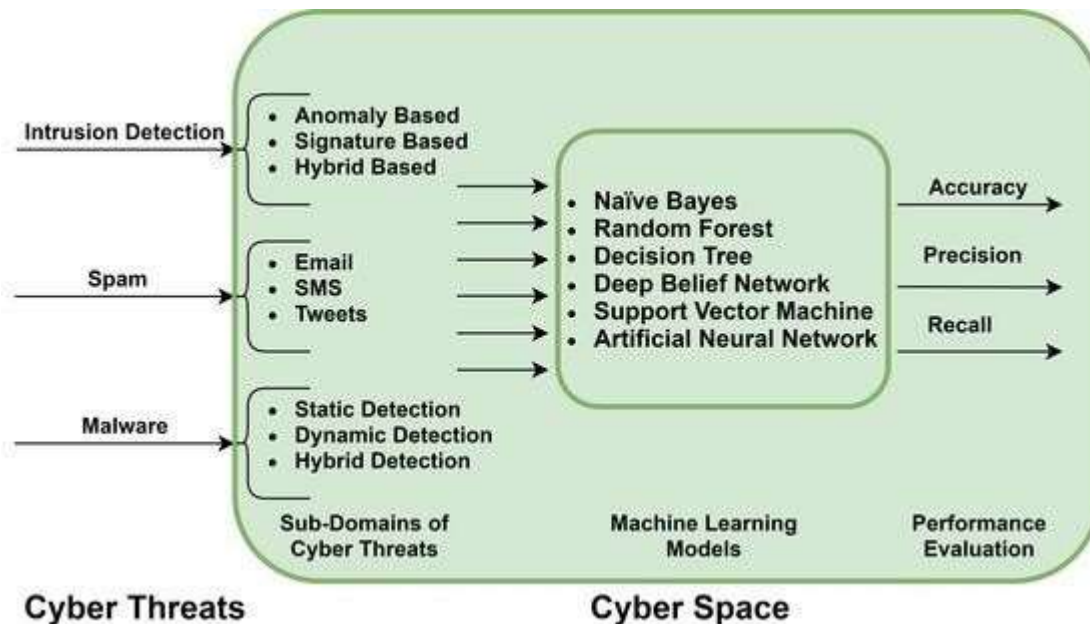 Intrusion Detection
• Anomaly Based
• Signature Based
• Hybrid Based
Spam
• Email
• SMS
• Tweets
Malware
• Static Detection
• Dynamic Detection
• Hybrid Detection
Sub-Domains of
Cyber Threats
• Naïve Bayes
• Random Forest
• Decision Tree
• Deep Belief Network
• Support Vector Machine
• Artificial Neural Network
Machine Learning
Models
Accuracy
Precision
Recall
Performance
Evaluation
Cyber Threats
Cyber Space